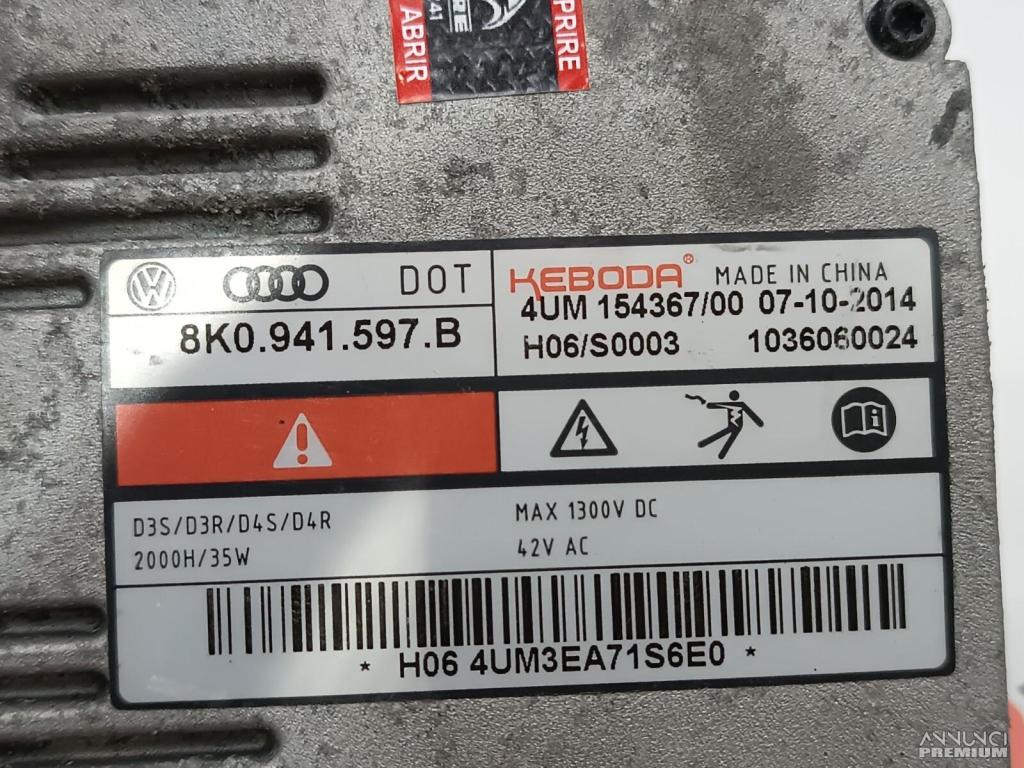 PRIRE
ABRIR
41
DOT
8K0.941.597.B
KEBODA® MADE IN CHINA
4UM 154367/00 07-10-2014
H06/S0003 1036060024
D3S/D3R/D4S/D4R
2000H/35W
MAX 1300V DC
42V AC
* H06 4UM3EA71S6E0 *
ANNUNCI
PREMIUM